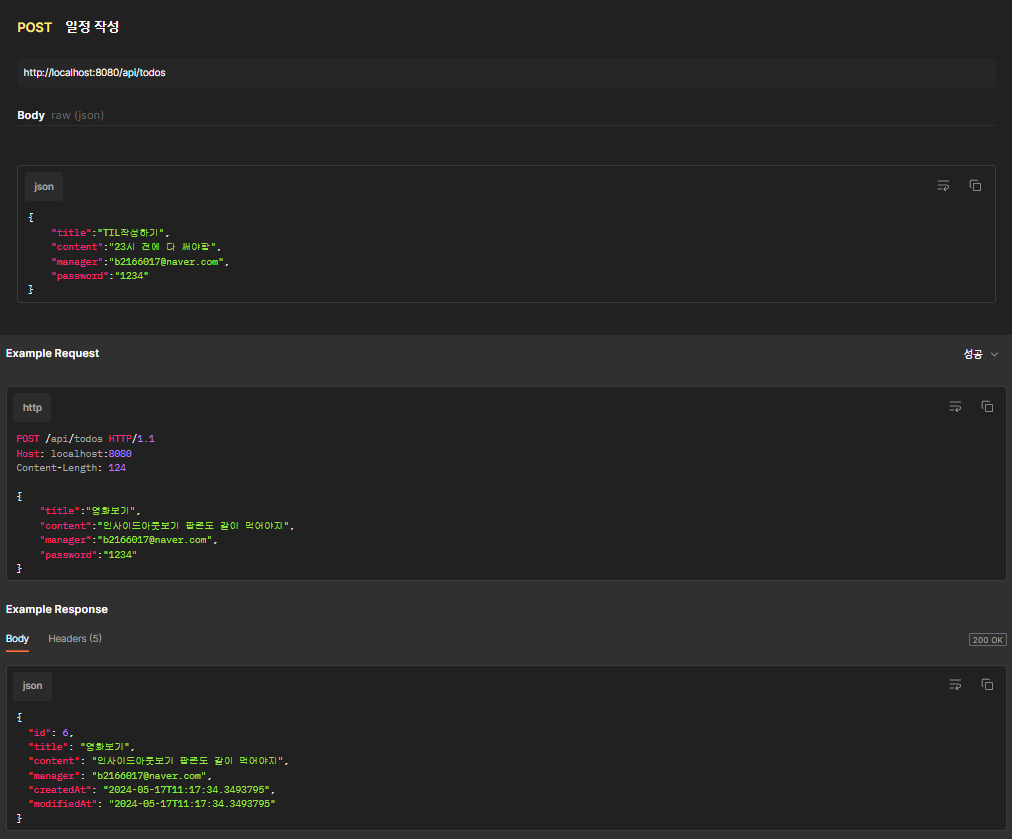 POST 일정 작성
http://localhost:8080/api/todos
Body raw (json)
json
{
"title":"TIL작성하기",
"content":"23시 전에 다 써야함",
"manager":"b2166017@naver.com",
"password":"1234"
}
Example Request 성공
http
POST /api/todos HTTP/1.1
Host: localhost:8080
Content-Length: 124
{
"title":"영화보기",
"content":"인사이드아웃보기 팝콘도 같이 먹어야지",
"manager":"b2166017@naver.com",
"password":"1234"
}
Example Response
Body Headers (5) 200 OK
json
{
"id": 6,
"title": "영화보기",
"content": "인사이드아웃보기 팝콘도 같이 먹어야지",
"manager": "b2166017@naver.com",
"createdAt": "2024-05-17T11:17:34.3493795",
"modifiedAt": "2024-05-17T11:17:34.3493795"
}